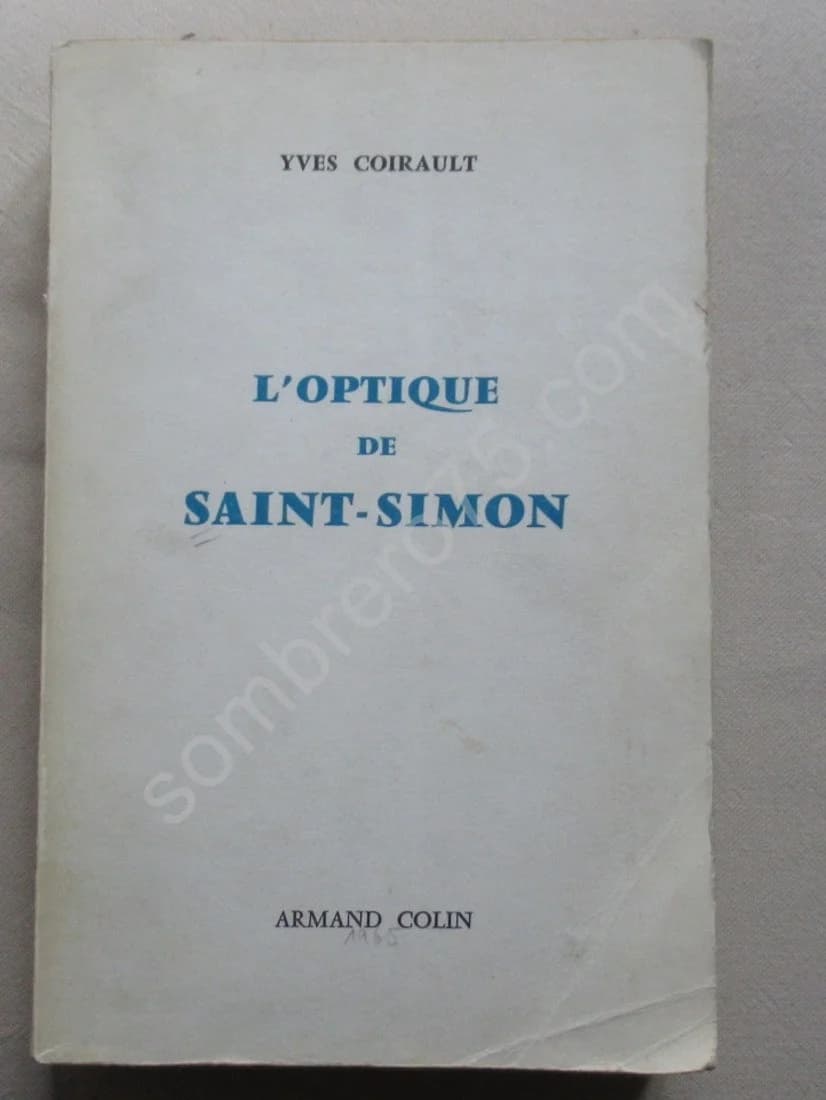 YVES COIRAULT
L'OPTIQUE
DE
SAINT-SIMON
sombrero75.com
ARMAND COLIN
1965